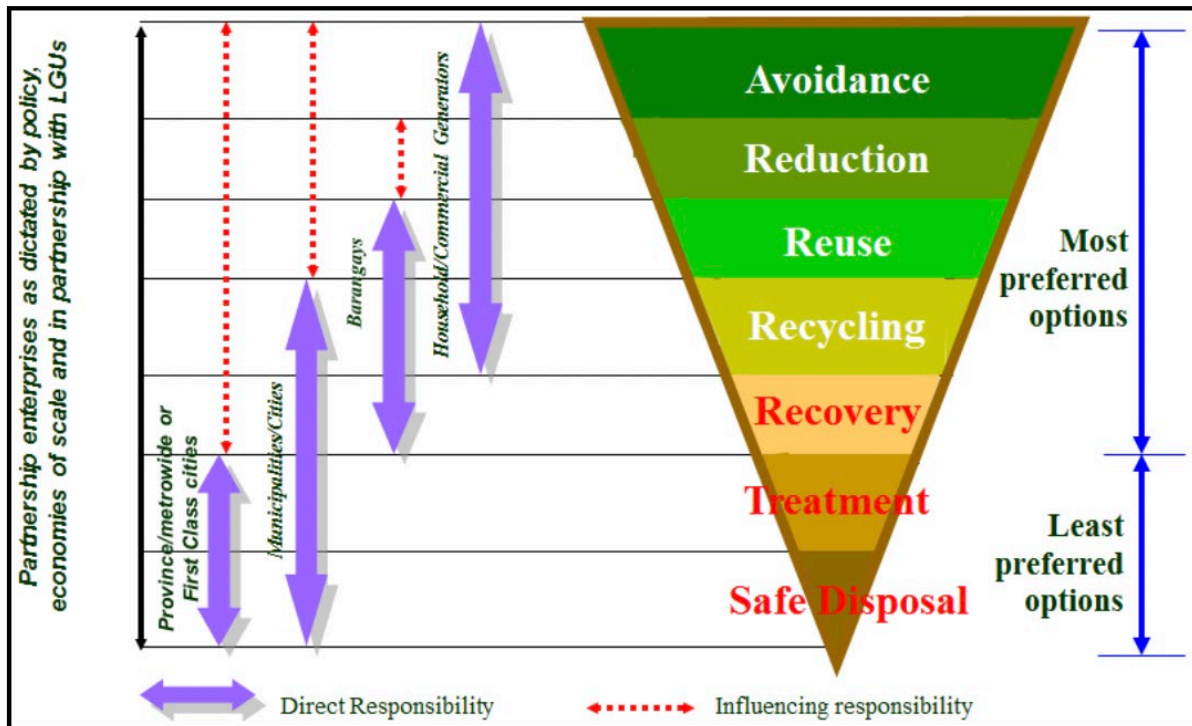 Partnership enterprises as dictated by policy,
economies of scale and in partnership with LGUs
Province/metrowide or
First Class cities
Municipalities/Cities
Barangays
Household/Commercial Generators
Avoidance
Reduction
Reuse
Recycling
Recovery
Treatment
Safe Disposal
Most
preferred
options
Least
preferred
options
Direct Responsibility
Influencing responsibility